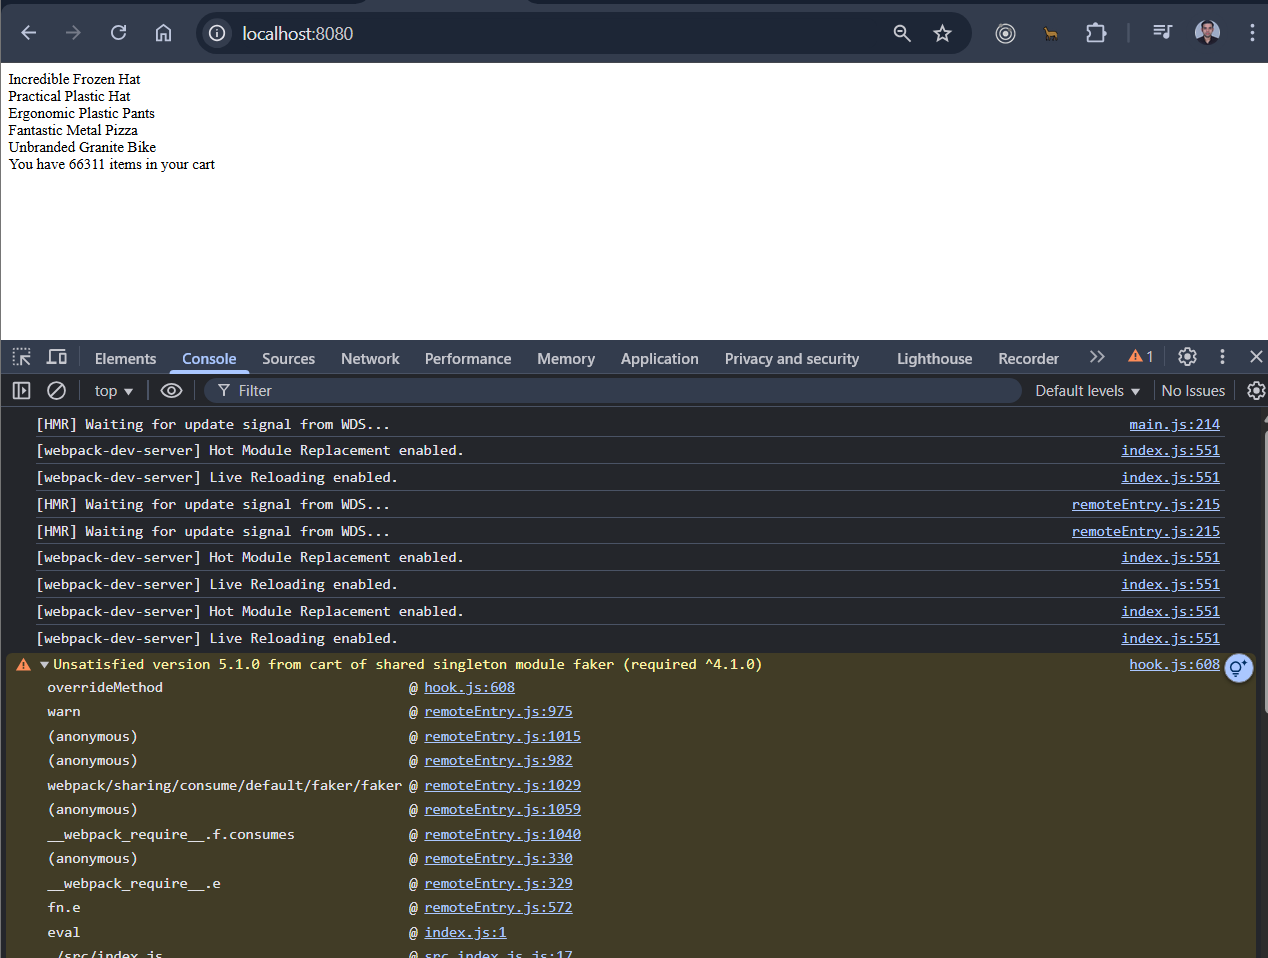 localhost:8080
Incredible Frozen Hat
Practical Plastic Hat
Ergonomic Plastic Pants
Fantastic Metal Pizza
Unbranded Granite Bike
You have 66311 items in your cart
Elements Console Sources Network Performance Memory Application Privacy and security Lighthouse Recorder 1
top Filter Default levels No Issues
[HMR] Waiting for update signal from WDS... main.js:214
[webpack-dev-server] Hot Module Replacement enabled. index.js:551
[webpack-dev-server] Live Reloading enabled. index.js:551
[HMR] Waiting for update signal from WDS... remoteEntry.js:215
[HMR] Waiting for update signal from WDS... remoteEntry.js:215
[webpack-dev-server] Hot Module Replacement enabled. index.js:551
[webpack-dev-server] Live Reloading enabled. index.js:551
[webpack-dev-server] Hot Module Replacement enabled. index.js:551
[webpack-dev-server] Live Reloading enabled. index.js:551
Unsatisfied version 5.1.0 from cart of shared singleton module faker (required ^4.1.0) hook.js:608
overrideMethod @ hook.js:608
warn @ remoteEntry.js:975
(anonymous) @ remoteEntry.js:1015
(anonymous) @ remoteEntry.js:982
webpack/sharing/consume/default/faker/faker @ remoteEntry.js:1029
(anonymous) @ remoteEntry.js:1059
__webpack_require__.f.consumes @ remoteEntry.js:1040
(anonymous) @ remoteEntry.js:330
__webpack_require__.e @ remoteEntry.js:329
fn.e @ remoteEntry.js:572
eval @ index.js:1
./src/index.js @ src_index_js.js:17